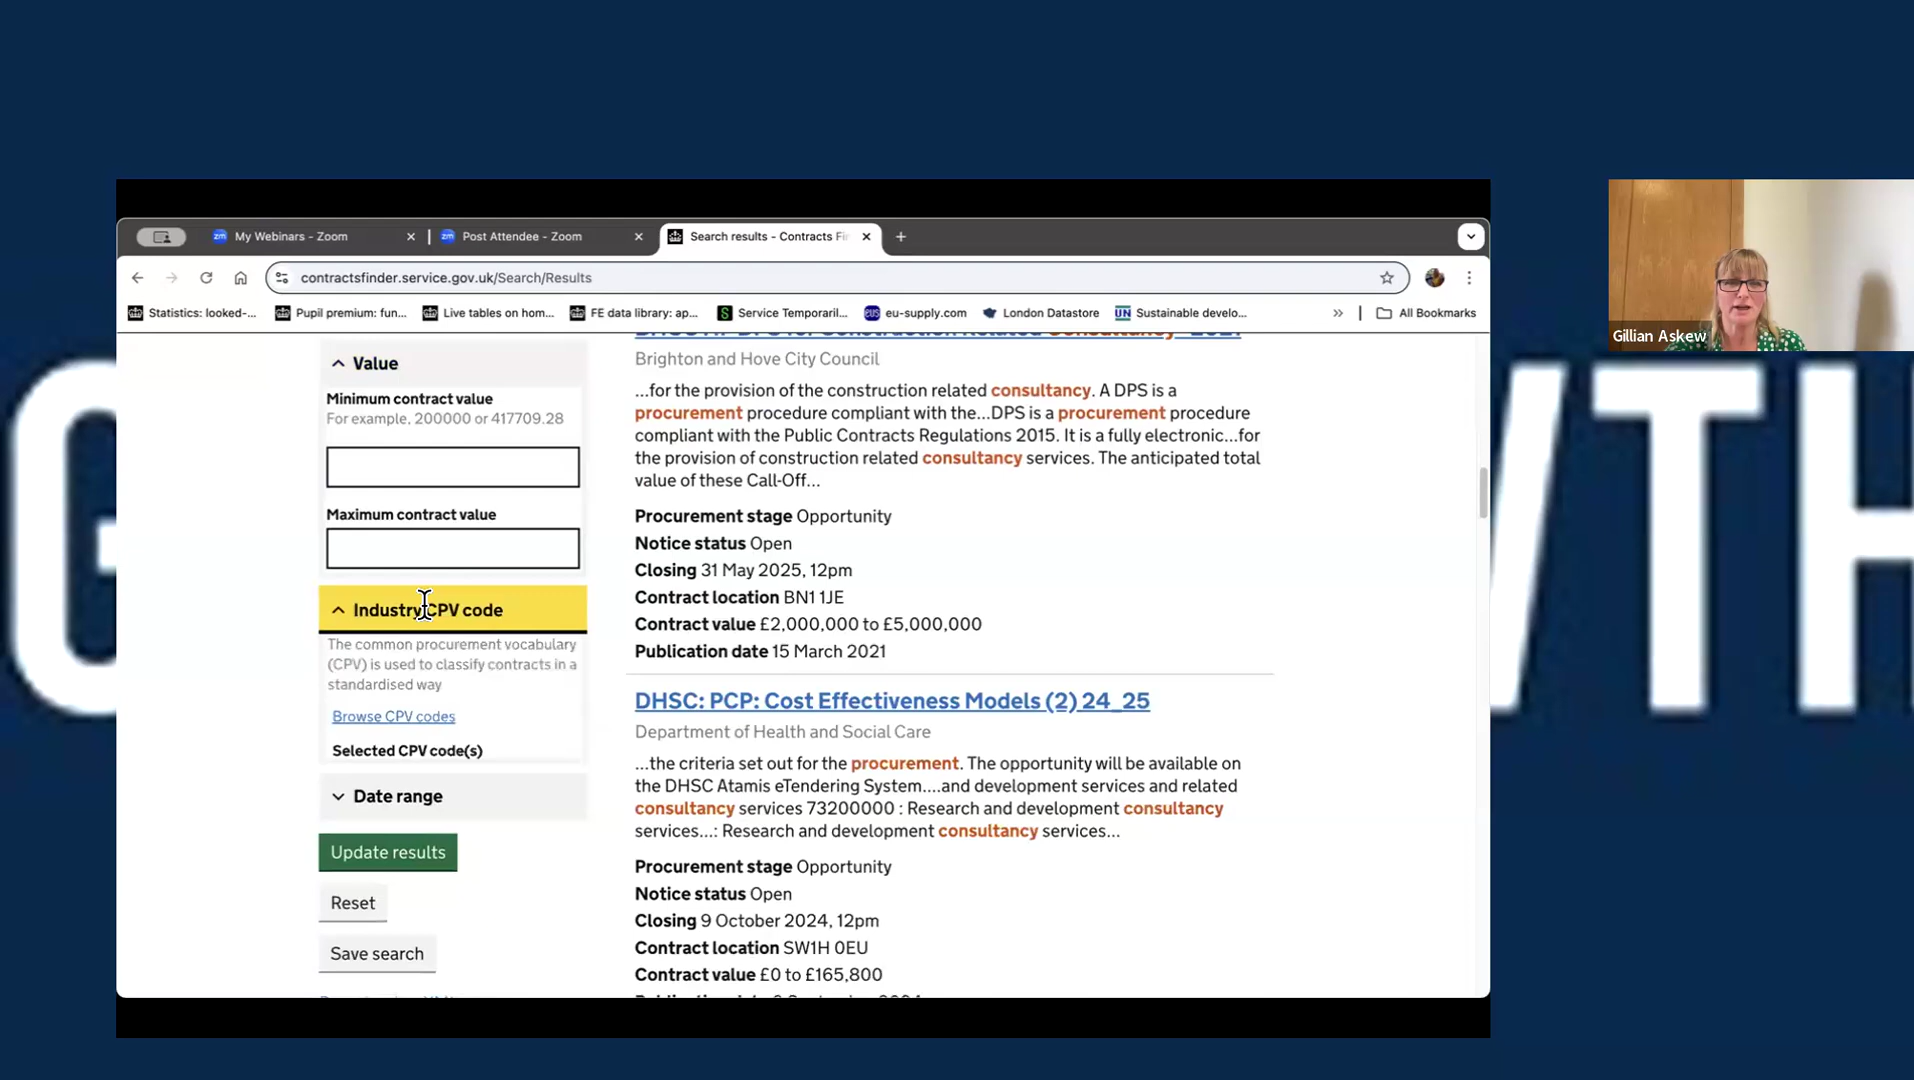 My Webinars - Zoom
Post Attendee - Zoom
Search results - Contracts Fi
contractsfinder.service.gov.uk/Search/Results
Statistics: looked-...
Pupil premium: fun...
Live tables on hom...
FE data library: ap...
Service Temporaril...
eu-supply.com
London Datastore
UN Sustainable develo...
All Bookmarks
Value
Minimum contract value
For example, 200000 or 417709.28
Maximum contract value
Industry CPV code
The common procurement vocabulary
(CPV) is used to classify contracts in a
standardised way
Browse CPV codes
Selected CPV code(s)
Date range
Update results
Reset
Save search
Brighton and Hove City Council
...for the provision of the construction related consultancy. A DPS is a
procurement procedure compliant with the...DPS is a procurement procedure
compliant with the Public Contracts Regulations 2015. It is a fully electronic...for
the provision of construction related consultancy services. The anticipated total
value of these Call-Off...
Procurement stage Opportunity
Notice status Open
Closing 31 May 2025, 12pm
Contract location BN1 1JE
Contract value £2,000,000 to £5,000,000
Publication date 15 March 2021
DHSC: PCP: Cost Effectiveness Models (2) 24_25
Department of Health and Social Care
...the criteria set out for the procurement. The opportunity will be available on
the DHSC Atamis eTendering System....and development services and related
consultancy services 73200000 : Research and development consultancy
services...: Research and development consultancy services...
Procurement stage Opportunity
Notice status Open
Closing 9 October 2024, 12pm
Contract location SW1H 0EU
Contract value £0 to £165,800
Gillian Askew
G
WTH